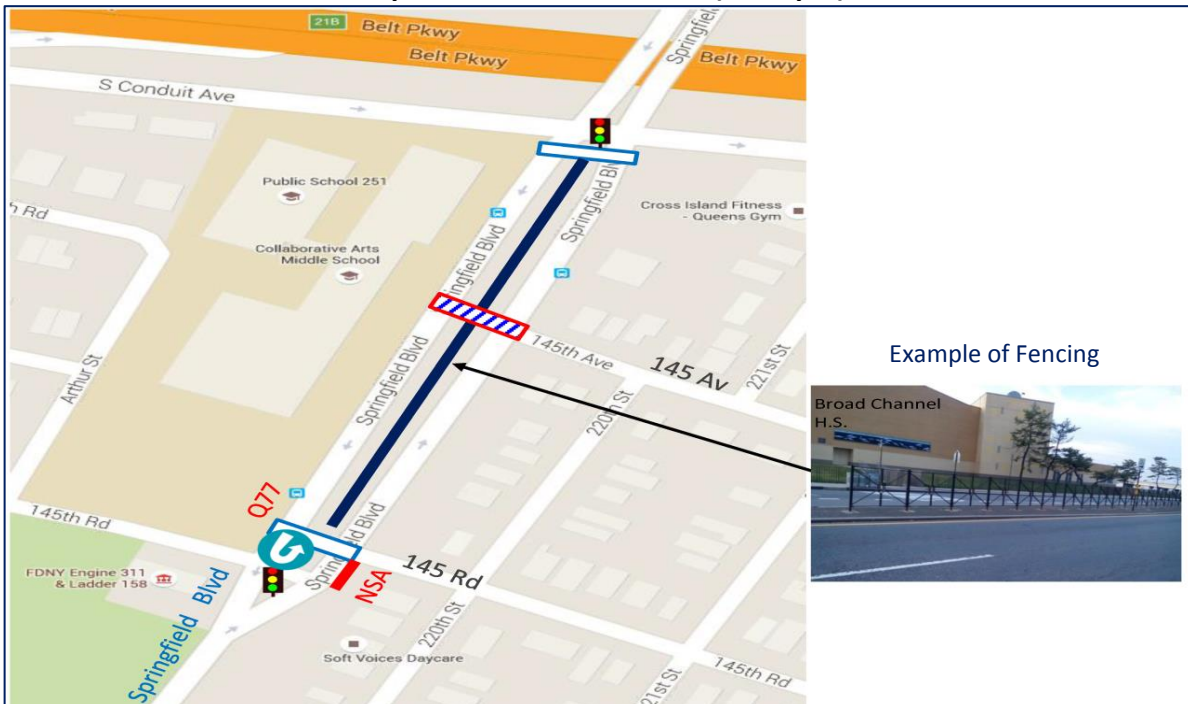 21B
Belt Pkwy
Belt Pkwy
Belt Pkwy
Springfield
S Conduit Ave
Public School 251
Springfield Blvd
Springfield Blv
Cross Island Fitness
- Queens Gym
Collaborative Arts
Middle School
ringfield Blvd
145th Ave
145 Av
221st St
Arthur St
Springfield Blvd
220th St
Example of Fencing
Broad Channel
H.S.
Q77
145th Rd
Blvd
145 Rd
NSA
FDNY Engine 311
& Ladder 158
Springfield Blvd
220th St
Soft Voices Daycare
145th Rd
221st St